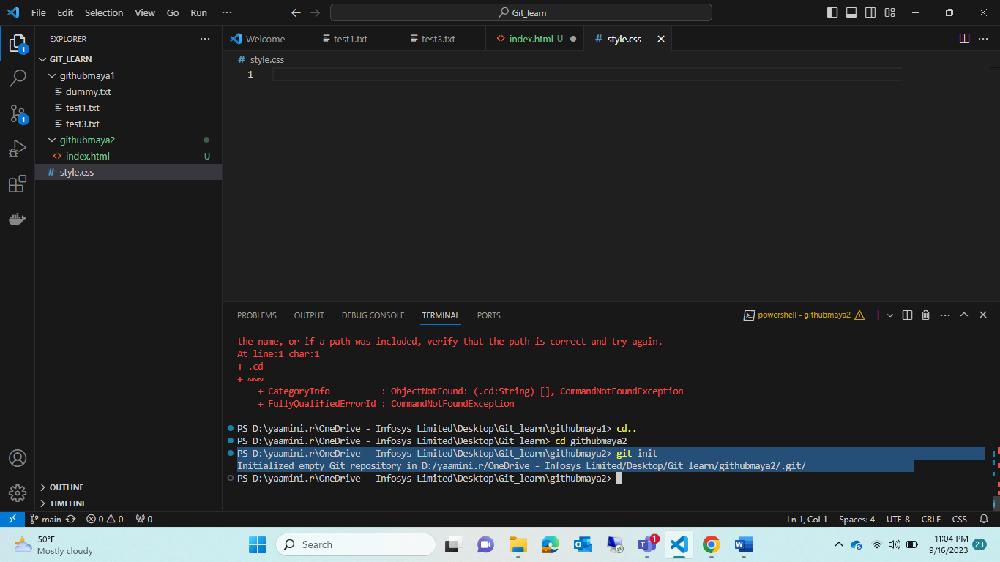 File Edit Selection View Go Run ··· Git_learn
EXPLORER ···
GIT_LEARN
githubmaya1
dummy.txt
test1.txt
test3.txt
githubmaya2
index.html U
style.css
OUTLINE
TIMELINE
1
1
Welcome test1.txt test3.txt index.html U style.css
# style.css
1
PROBLEMS OUTPUT DEBUG CONSOLE TERMINAL PORTS powershell - githubmaya2
the name, or if a path was included, verify that the path is correct and try again.
At line:1 char:1
+ .cd
+ ~~~
+ CategoryInfo : ObjectNotFound: (.cd:String) [], CommandNotFoundException
+ FullyQualifiedErrorId : CommandNotFoundException
PS D:\yaamini.r\OneDrive - Infosys Limited\Desktop\Git_learn\githubmaya1> cd..
PS D:\yaamini.r\OneDrive - Infosys Limited\Desktop\Git_learn> cd githubmaya2
PS D:\yaamini.r\OneDrive - Infosys Limited\Desktop\Git_learn\githubmaya2> git init
Initialized empty Git repository in D:/yaamini.r/OneDrive - Infosys Limited/Desktop/Git_learn/githubmaya2/.git/
PS D:\yaamini.r\OneDrive - Infosys Limited\Desktop\Git_learn\githubmaya2>
main 0 0 0 Ln 1, Col 1 Spaces: 4 UTF-8 CRLF CSS
50°F
Mostly cloudy
Search
1
11:04 PM
9/16/2023
23